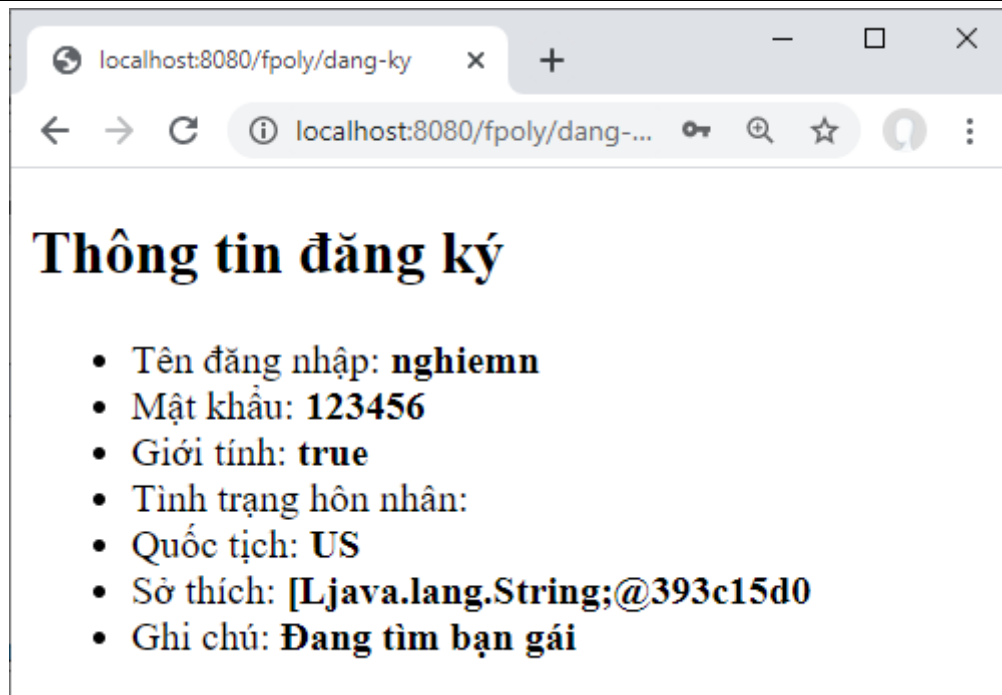 localhost:8080/fpoly/dang-ky
localhost:8080/fpoly/dang-...
Thông tin đăng ký
• Tên đăng nhập: nghiemn
• Mật khẩu: 123456
• Giới tính: true
• Tình trạng hôn nhân:
• Quốc tịch: US
• Sở thích: [Ljava.lang.String;@393c15d0
• Ghi chú: Đang tìm bạn gái